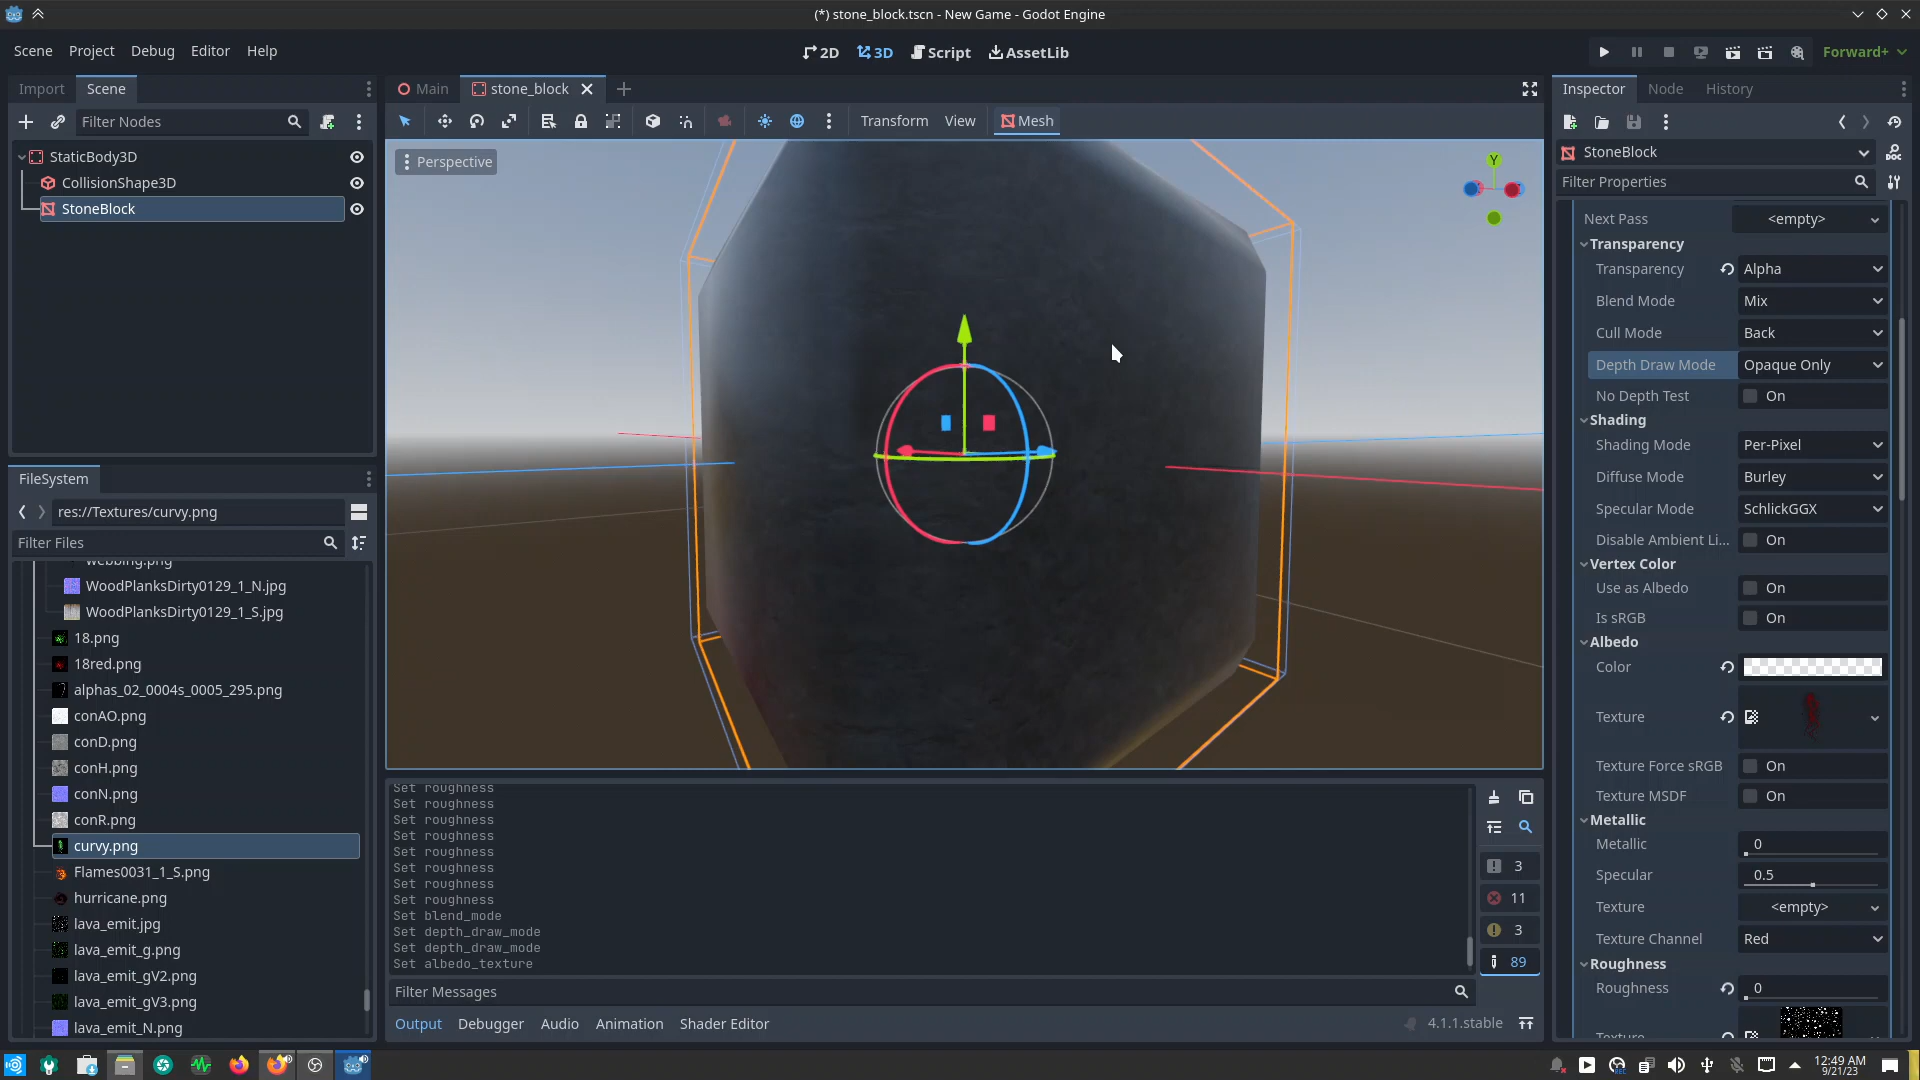 (*) stone_block.tscn - New Game - Godot Engine
Scene Project Debug Editor Help
2D 3D Script AssetLib
Forward+
Import Scene
Filter Nodes
StaticBody3D
CollisionShape3D
StoneBlock
FileSystem
res://Textures/curvy.png
Filter Files
webbing.png
WoodPlanksDirty0129_1_N.jpg
WoodPlanksDirty0129_1_S.jpg
18.png
18red.png
alphas_02_0004s_0005_295.png
conAO.png
conD.png
conH.png
conN.png
conR.png
curvy.png
Flames0031_1_S.png
hurricane.png
lava_emit.jpg
lava_emit_g.png
lava_emit_gV2.png
lava_emit_gV3.png
lava_emit_N.png
Main stone_block
Transform View Mesh
Perspective
Y
Set roughness
Set roughness
Set roughness
Set roughness
Set roughness
Set roughness
Set roughness
Set roughness
Set blend_mode
Set depth_draw_mode
Set depth_draw_mode
Set albedo_texture
3
11
3
89
Filter Messages
Output Debugger Audio Animation Shader Editor
4.1.1.stable
Inspector Node History
StoneBlock
DOC
Filter Properties
Next Pass <empty>
Transparency
Transparency Alpha
Blend Mode Mix
Cull Mode Back
Depth Draw Mode Opaque Only
No Depth Test On
Shading
Shading Mode Per-Pixel
Diffuse Mode Burley
Specular Mode SchlickGGX
Disable Ambient Li... On
Vertex Color
Use as Albedo On
Is sRGB On
Albedo
Color
Texture
Texture Force sRGB On
Texture MSDF On
Metallic
Metallic 0
Specular 0.5
Texture <empty>
Texture Channel Red
Roughness
Roughness 0
Texture
12:49 AM
9/21/23